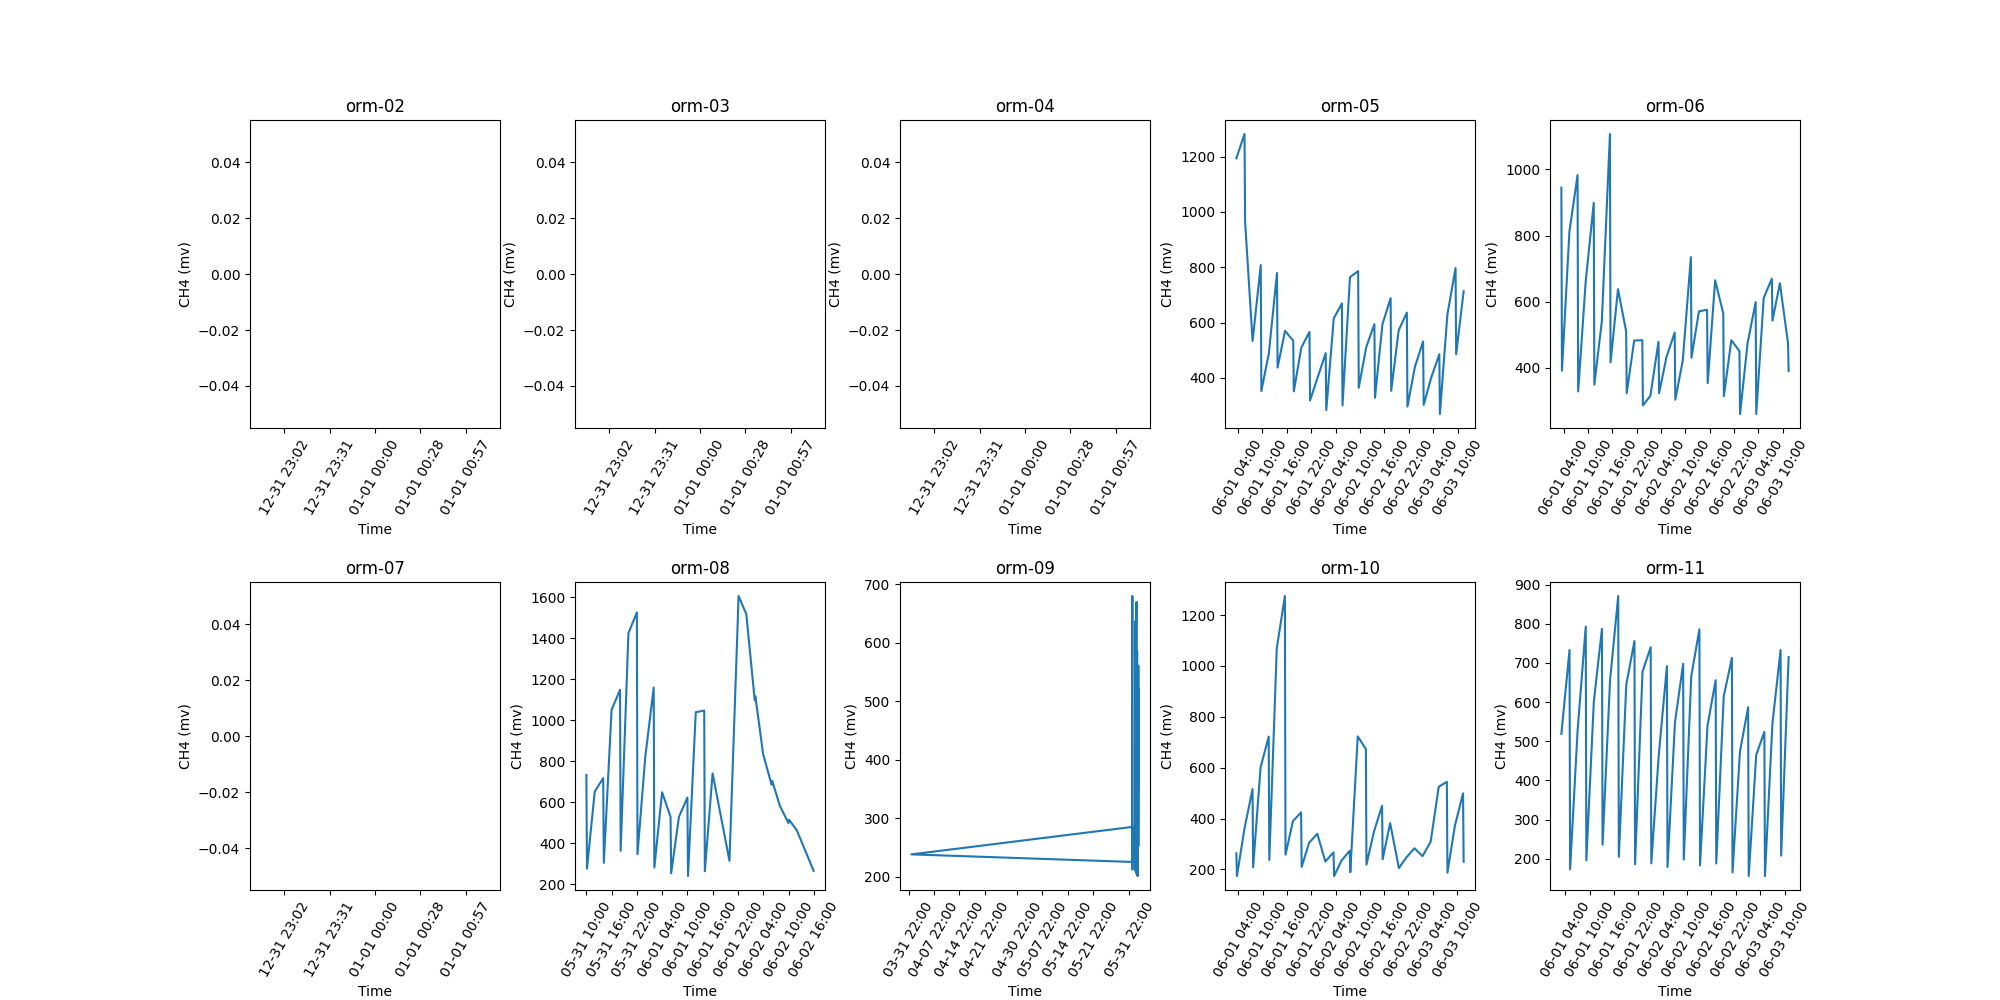 orm-02 orm-03 orm-04 orm-05 orm-06
CH4 (mv)
0.04
0.02
0.00
−0.02
−0.04
12-31 23:02 12-31 23:31 01-01 00:00 01-01 00:28 01-01 00:57
Time
CH4 (mv)
0.04
0.02
0.00
−0.02
−0.04
12-31 23:02 12-31 23:31 01-01 00:00 01-01 00:28 01-01 00:57
Time
CH4 (mv)
0.04
0.02
0.00
−0.02
−0.04
12-31 23:02 12-31 23:31 01-01 00:00 01-01 00:28 01-01 00:57
Time
CH4 (mv)
1200
1000
800
600
400
06-01 04:00 06-01 10:00 06-01 16:00 06-01 22:00 06-02 04:00 06-02 10:00 06-02 16:00 06-02 22:00 06-03 04:00 06-03 10:00
Time
CH4 (mv)
1000
800
600
400
06-01 04:00 06-01 10:00 06-01 16:00 06-01 22:00 06-02 04:00 06-02 10:00 06-02 16:00 06-02 22:00 06-03 04:00 06-03 10:00
Time
orm-07 orm-08 orm-09 orm-10 orm-11
CH4 (mv)
0.04
0.02
0.00
−0.02
−0.04
12-31 23:02 12-31 23:31 01-01 00:00 01-01 00:28 01-01 00:57
Time
CH4 (mv)
1600
1400
1200
1000
800
600
400
200
05-31 10:00 05-31 16:00 05-31 22:00 06-01 04:00 06-01 10:00 06-01 16:00 06-01 22:00 06-02 04:00 06-02 10:00 06-02 16:00
Time
CH4 (mv)
700
600
500
400
300
200
03-31 22:00 04-07 22:00 04-14 22:00 04-21 22:00 04-30 22:00 05-07 22:00 05-14 22:00 05-21 22:00 05-31 22:00
Time
CH4 (mv)
1200
1000
800
600
400
200
06-01 04:00 06-01 10:00 06-01 16:00 06-01 22:00 06-02 04:00 06-02 10:00 06-02 16:00 06-02 22:00 06-03 04:00 06-03 10:00
Time
CH4 (mv)
900
800
700
600
500
400
300
200
06-01 04:00 06-01 10:00 06-01 16:00 06-01 22:00 06-02 04:00 06-02 10:00 06-02 16:00 06-02 22:00 06-03 04:00 06-03 10:00
Time